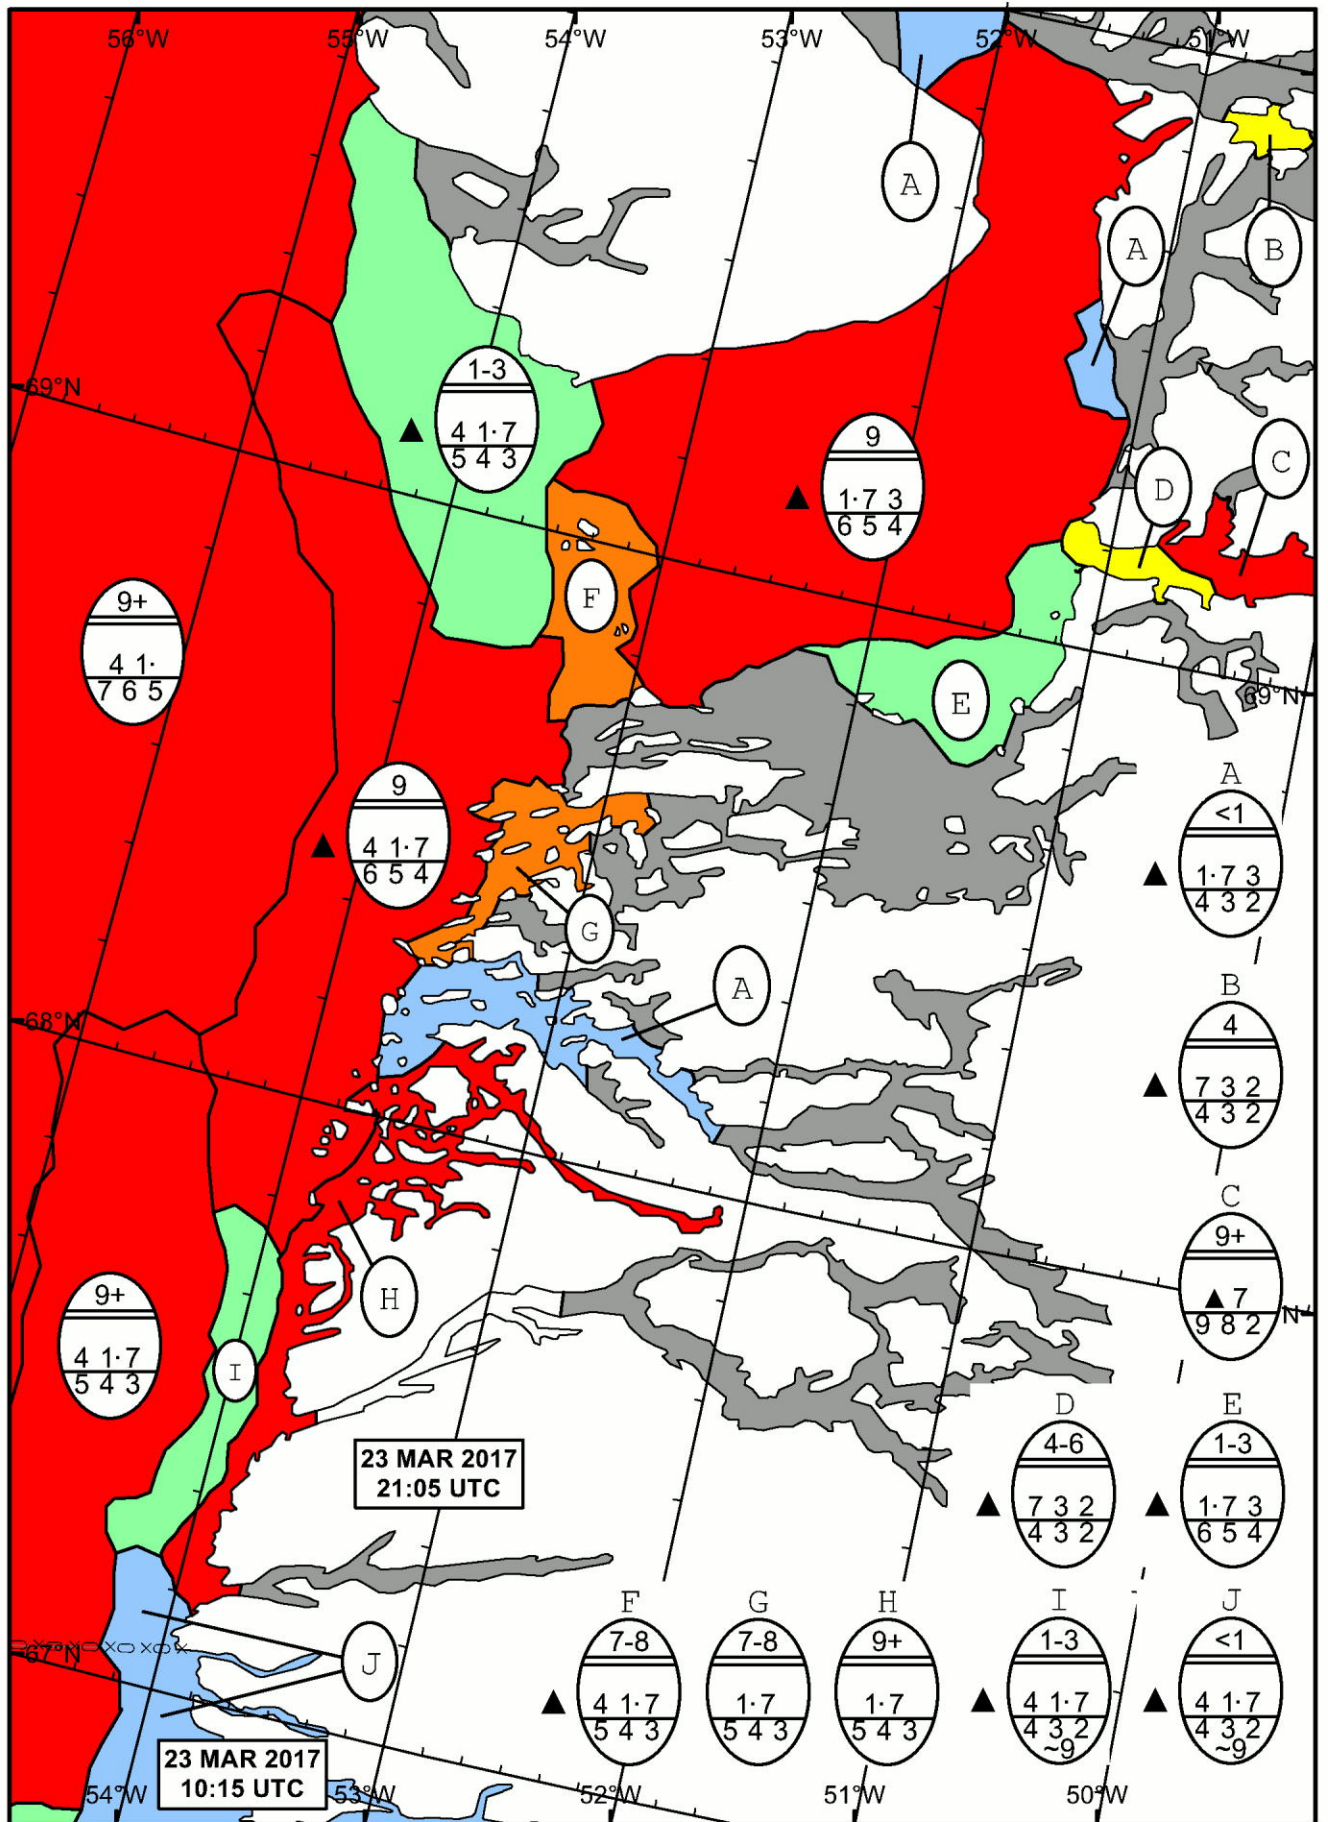 56°W 55°W 54°W 53°W 52°W 51°W
A
A
B
1-3
4 1· 7
5 4 3
69°N
9
1· 7 3
6 5 4
C
D
F
9+
4 1·
7 6 5
E
69°N
A
<1
1· 7 3
4 3 2
9
4 1· 7
6 5 4
G
A
B
4
7 3 2
4 3 2
68°N
C
9+
▲ 7
9 8 2
N
H
9+
4 1· 7
5 4 3
I
D
4-6
7 3 2
4 3 2
E
1-3
1· 7 3
6 5 4
23 MAR 2017
21:05 UTC
F
7-8
4 1· 7
5 4 3
G
7-8
1· 7
5 4 3
H
9+
1· 7
5 4 3
I
1-3
4 1· 7
4 3 2
~9
J
<1
4 1· 7
4 3 2
~9
67°N
J
23 MAR 2017
10:15 UTC
54°W 53°W 52°W 51°W 50°W